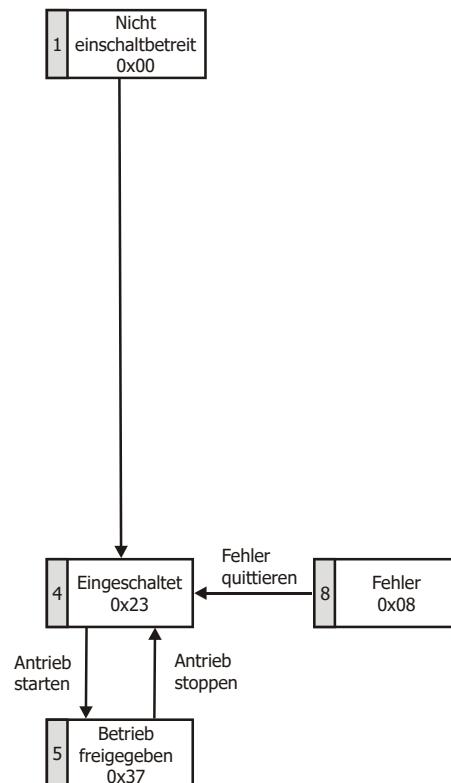 1
Nicht
einschaltbetreit
0x00
Fehler
quittieren
4
Eingeschaltet
0x23
8
Fehler
0x08
Antrieb
starten
Antrieb
stoppen
5
Betrieb
freigegeben
0x37